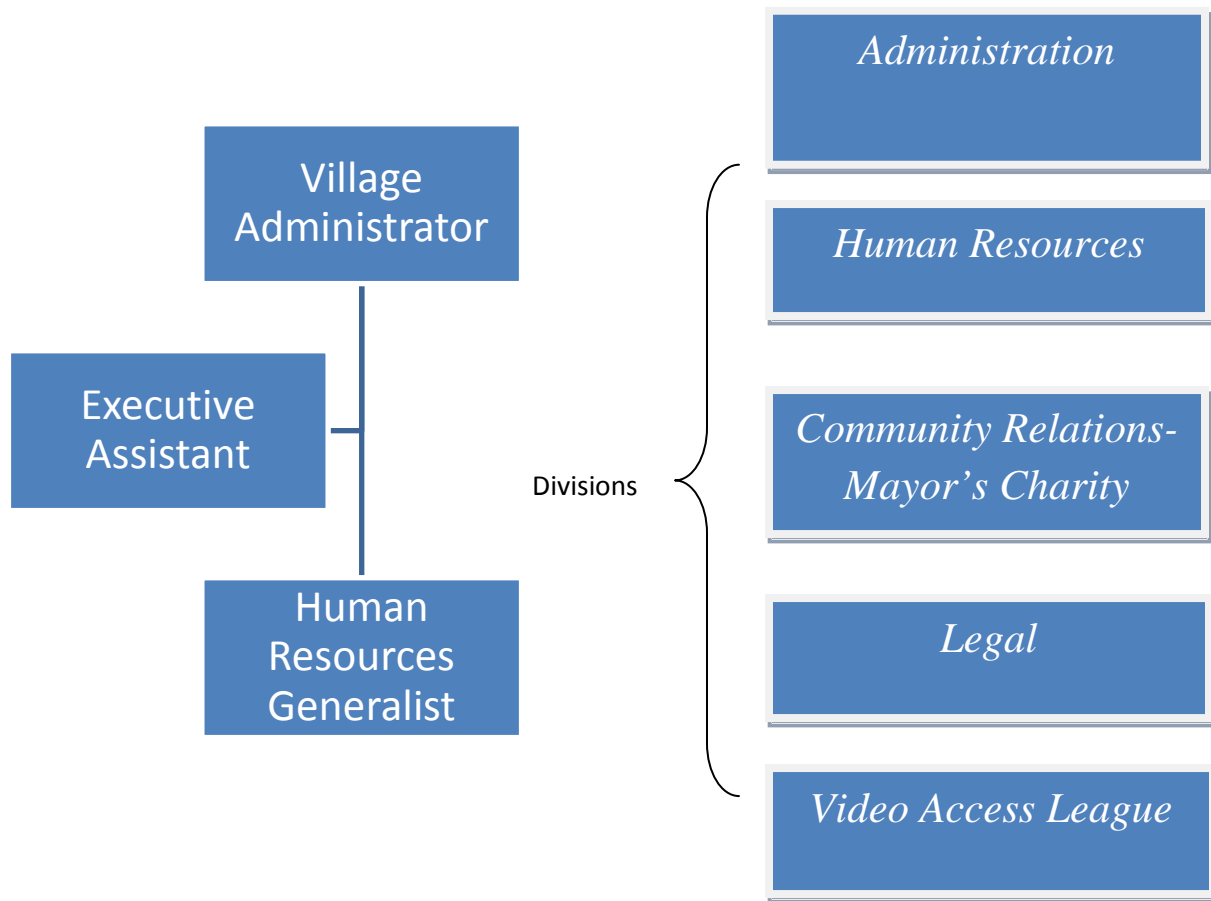 Village
Administrator
Executive
Assistant
Human
Resources
Generalist
Divisions
Administration
Human Resources
Community Relations-
Mayor’s Charity
Legal
Video Access League